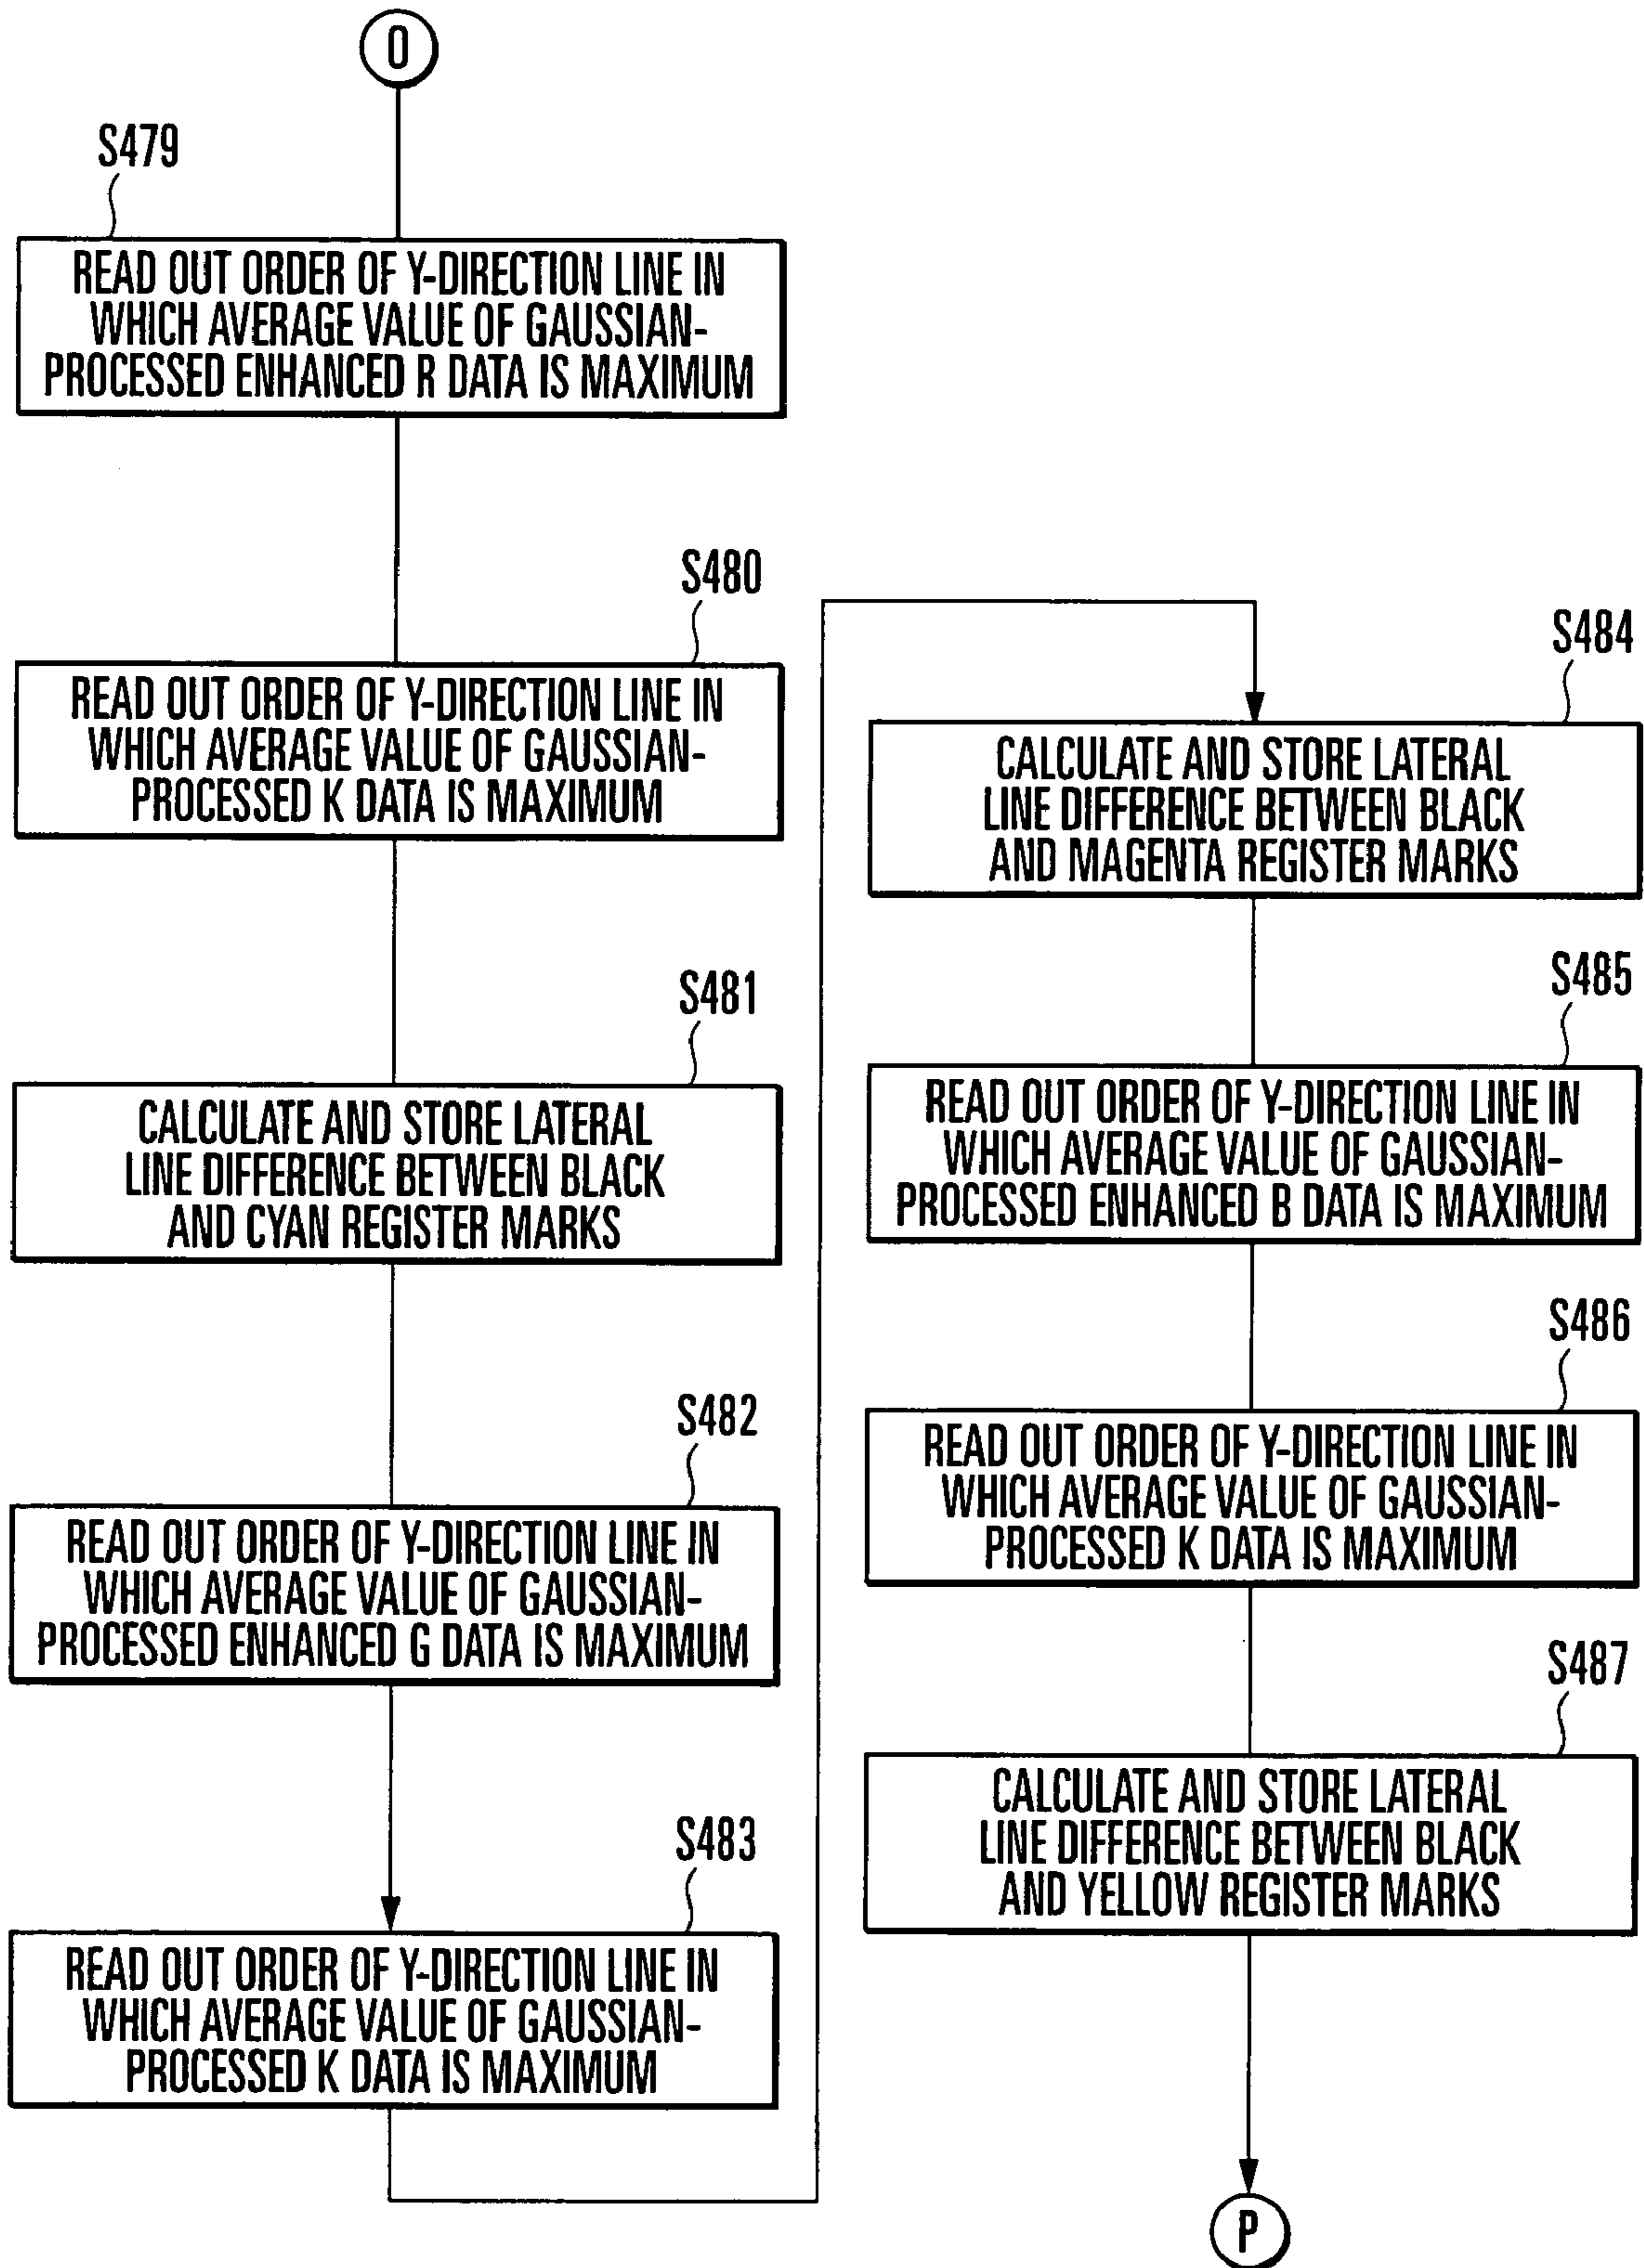 O
S479
READ OUT ORDER OF Y-DIRECTION LINE IN
WHICH AVERAGE VALUE OF GAUSSIAN-
PROCESSED ENHANCED R DATA IS MAXIMUM
S480
READ OUT ORDER OF Y-DIRECTION LINE IN
WHICH AVERAGE VALUE OF GAUSSIAN-
PROCESSED K DATA IS MAXIMUM
S481
CALCULATE AND STORE LATERAL
LINE DIFFERENCE BETWEEN BLACK
AND CYAN REGISTER MARKS
S482
READ OUT ORDER OF Y-DIRECTION LINE IN
WHICH AVERAGE VALUE OF GAUSSIAN-
PROCESSED ENHANCED G DATA IS MAXIMUM
S483
READ OUT ORDER OF Y-DIRECTION LINE IN
WHICH AVERAGE VALUE OF GAUSSIAN-
PROCESSED K DATA IS MAXIMUM
S484
CALCULATE AND STORE LATERAL
LINE DIFFERENCE BETWEEN BLACK
AND MAGENTA REGISTER MARKS
S485
READ OUT ORDER OF Y-DIRECTION LINE IN
WHICH AVERAGE VALUE OF GAUSSIAN-
PROCESSED ENHANCED B DATA IS MAXIMUM
S486
READ OUT ORDER OF Y-DIRECTION LINE IN
WHICH AVERAGE VALUE OF GAUSSIAN-
PROCESSED K DATA IS MAXIMUM
S487
CALCULATE AND STORE LATERAL
LINE DIFFERENCE BETWEEN BLACK
AND YELLOW REGISTER MARKS
P